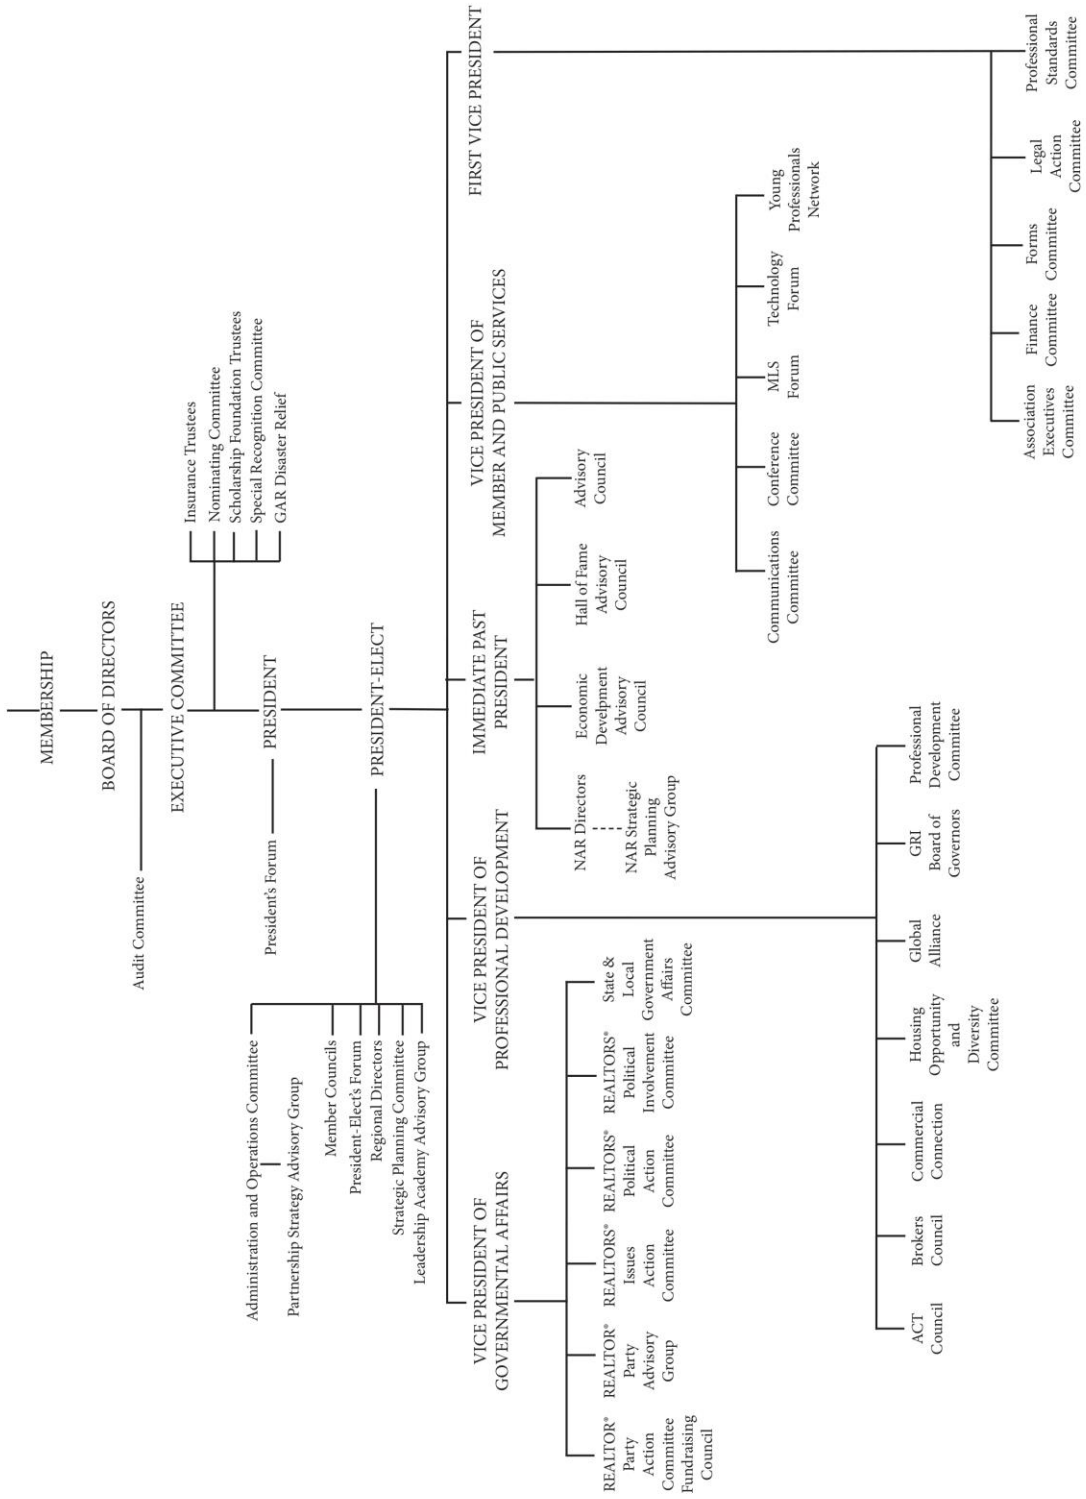 MEMBERSHIP
BOARD OF DIRECTORS
Audit Committee
EXECUTIVE COMMITTEE
Insurance Trustees
Nominating Committee
Scholarship Foundation Trustees
Special Recognition Committee
GAR Disaster Relief
President's Forum
PRESIDENT
PRESIDENT-ELECT
Administration and Operations Committee
Partnership Strategy Advisory Group
Member Councils
President-Elect's Forum
Regional Directors
Strategic Planning Committee
Leadership Academy Advisory Group
VICE PRESIDENT OF
GOVERNMENTAL AFFAIRS
REALTOR®
Party
Action
Committee
Fundraising
Council
REALTOR®
Party
Advisory
Group
REALTORS®
Issues
Action
Committee
REALTORS®
Political
Action
Committee
REALTORS®
Political
Involvement
Committee
State &
Local
Government
Affairs
Committee
VICE PRESIDENT OF
PROFESSIONAL DEVELOPMENT
ACT
Council
Brokers
Council
Commercial
Connection
Housing
Opportunity
and
Diversity
Committee
Global
Alliance
GRI
Board of
Governors
Professional
Development
Committee
IMMEDIATE PAST
PRESIDENT
NAR Directors
NAR Strategic
Planning
Advisory Group
Economic
Develpment
Advisory
Council
Hall of Fame
Advisory
Council
Advisory
Council
VICE PRESIDENT OF
MEMBER AND PUBLIC SERVICES
Communications
Committee
Conference
Committee
MLS
Forum
Technology
Forum
Young
Professionals
Network
FIRST VICE PRESIDENT
Association
Executives
Committee
Finance
Committee
Forms
Committee
Legal
Action
Committee
Professional
Standards
Committee